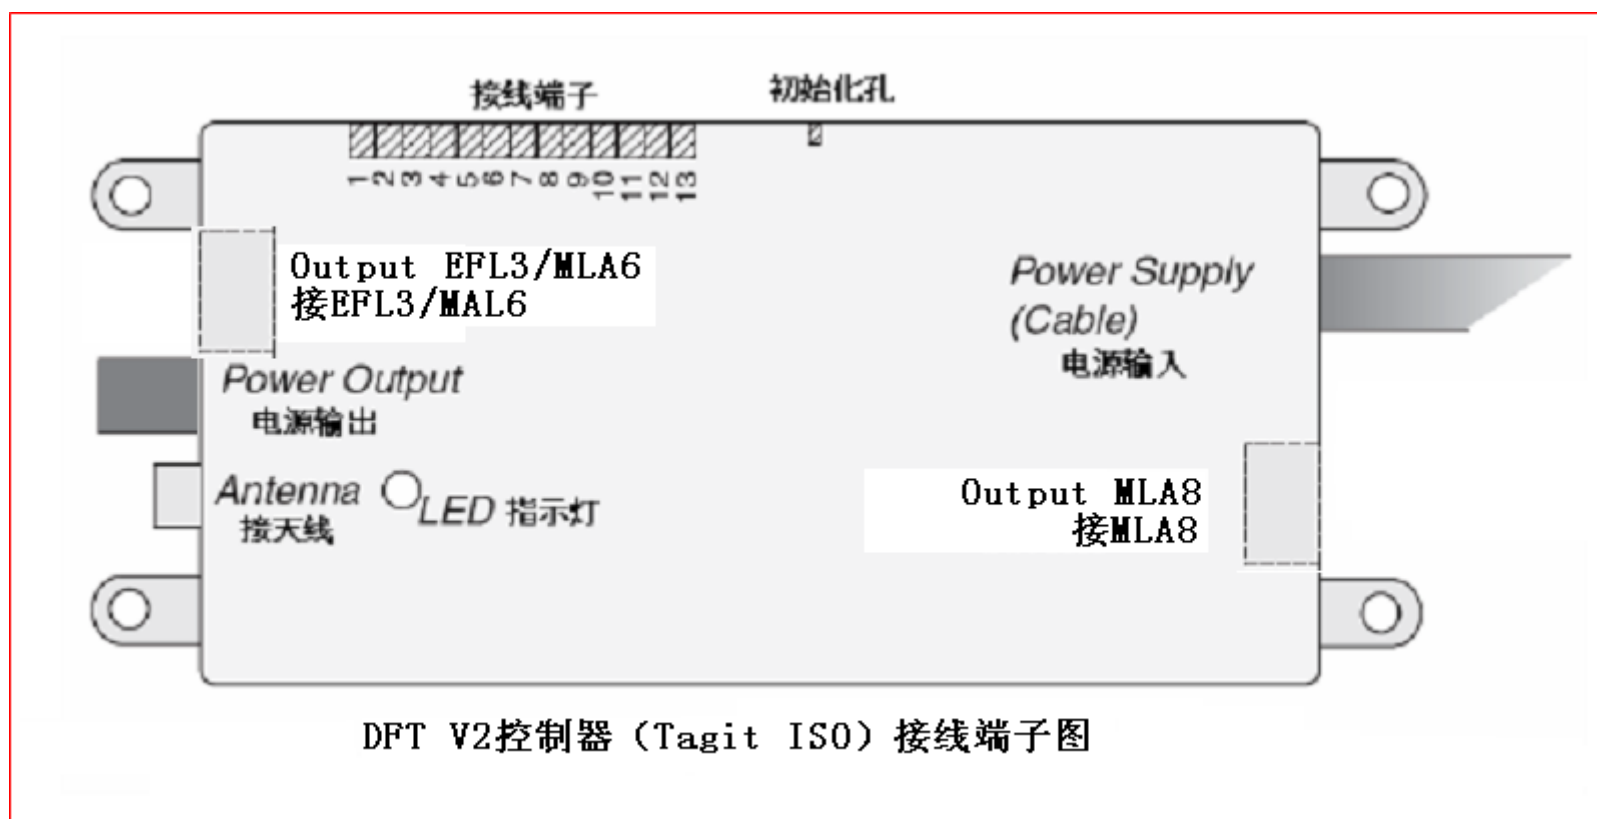 接线端子
初始化孔
1 2 3 4 5 6 7 8 9 10 11 12 13
Output EFL3/MLA6
接EFL3/MAL6
Power Supply
(Cable)
电源输入
Power Output
电源输出
Antenna
接天线
LED 指示灯
Output MLA8
接MLA8
DFT V2控制器（Tagit ISO）接线端子图